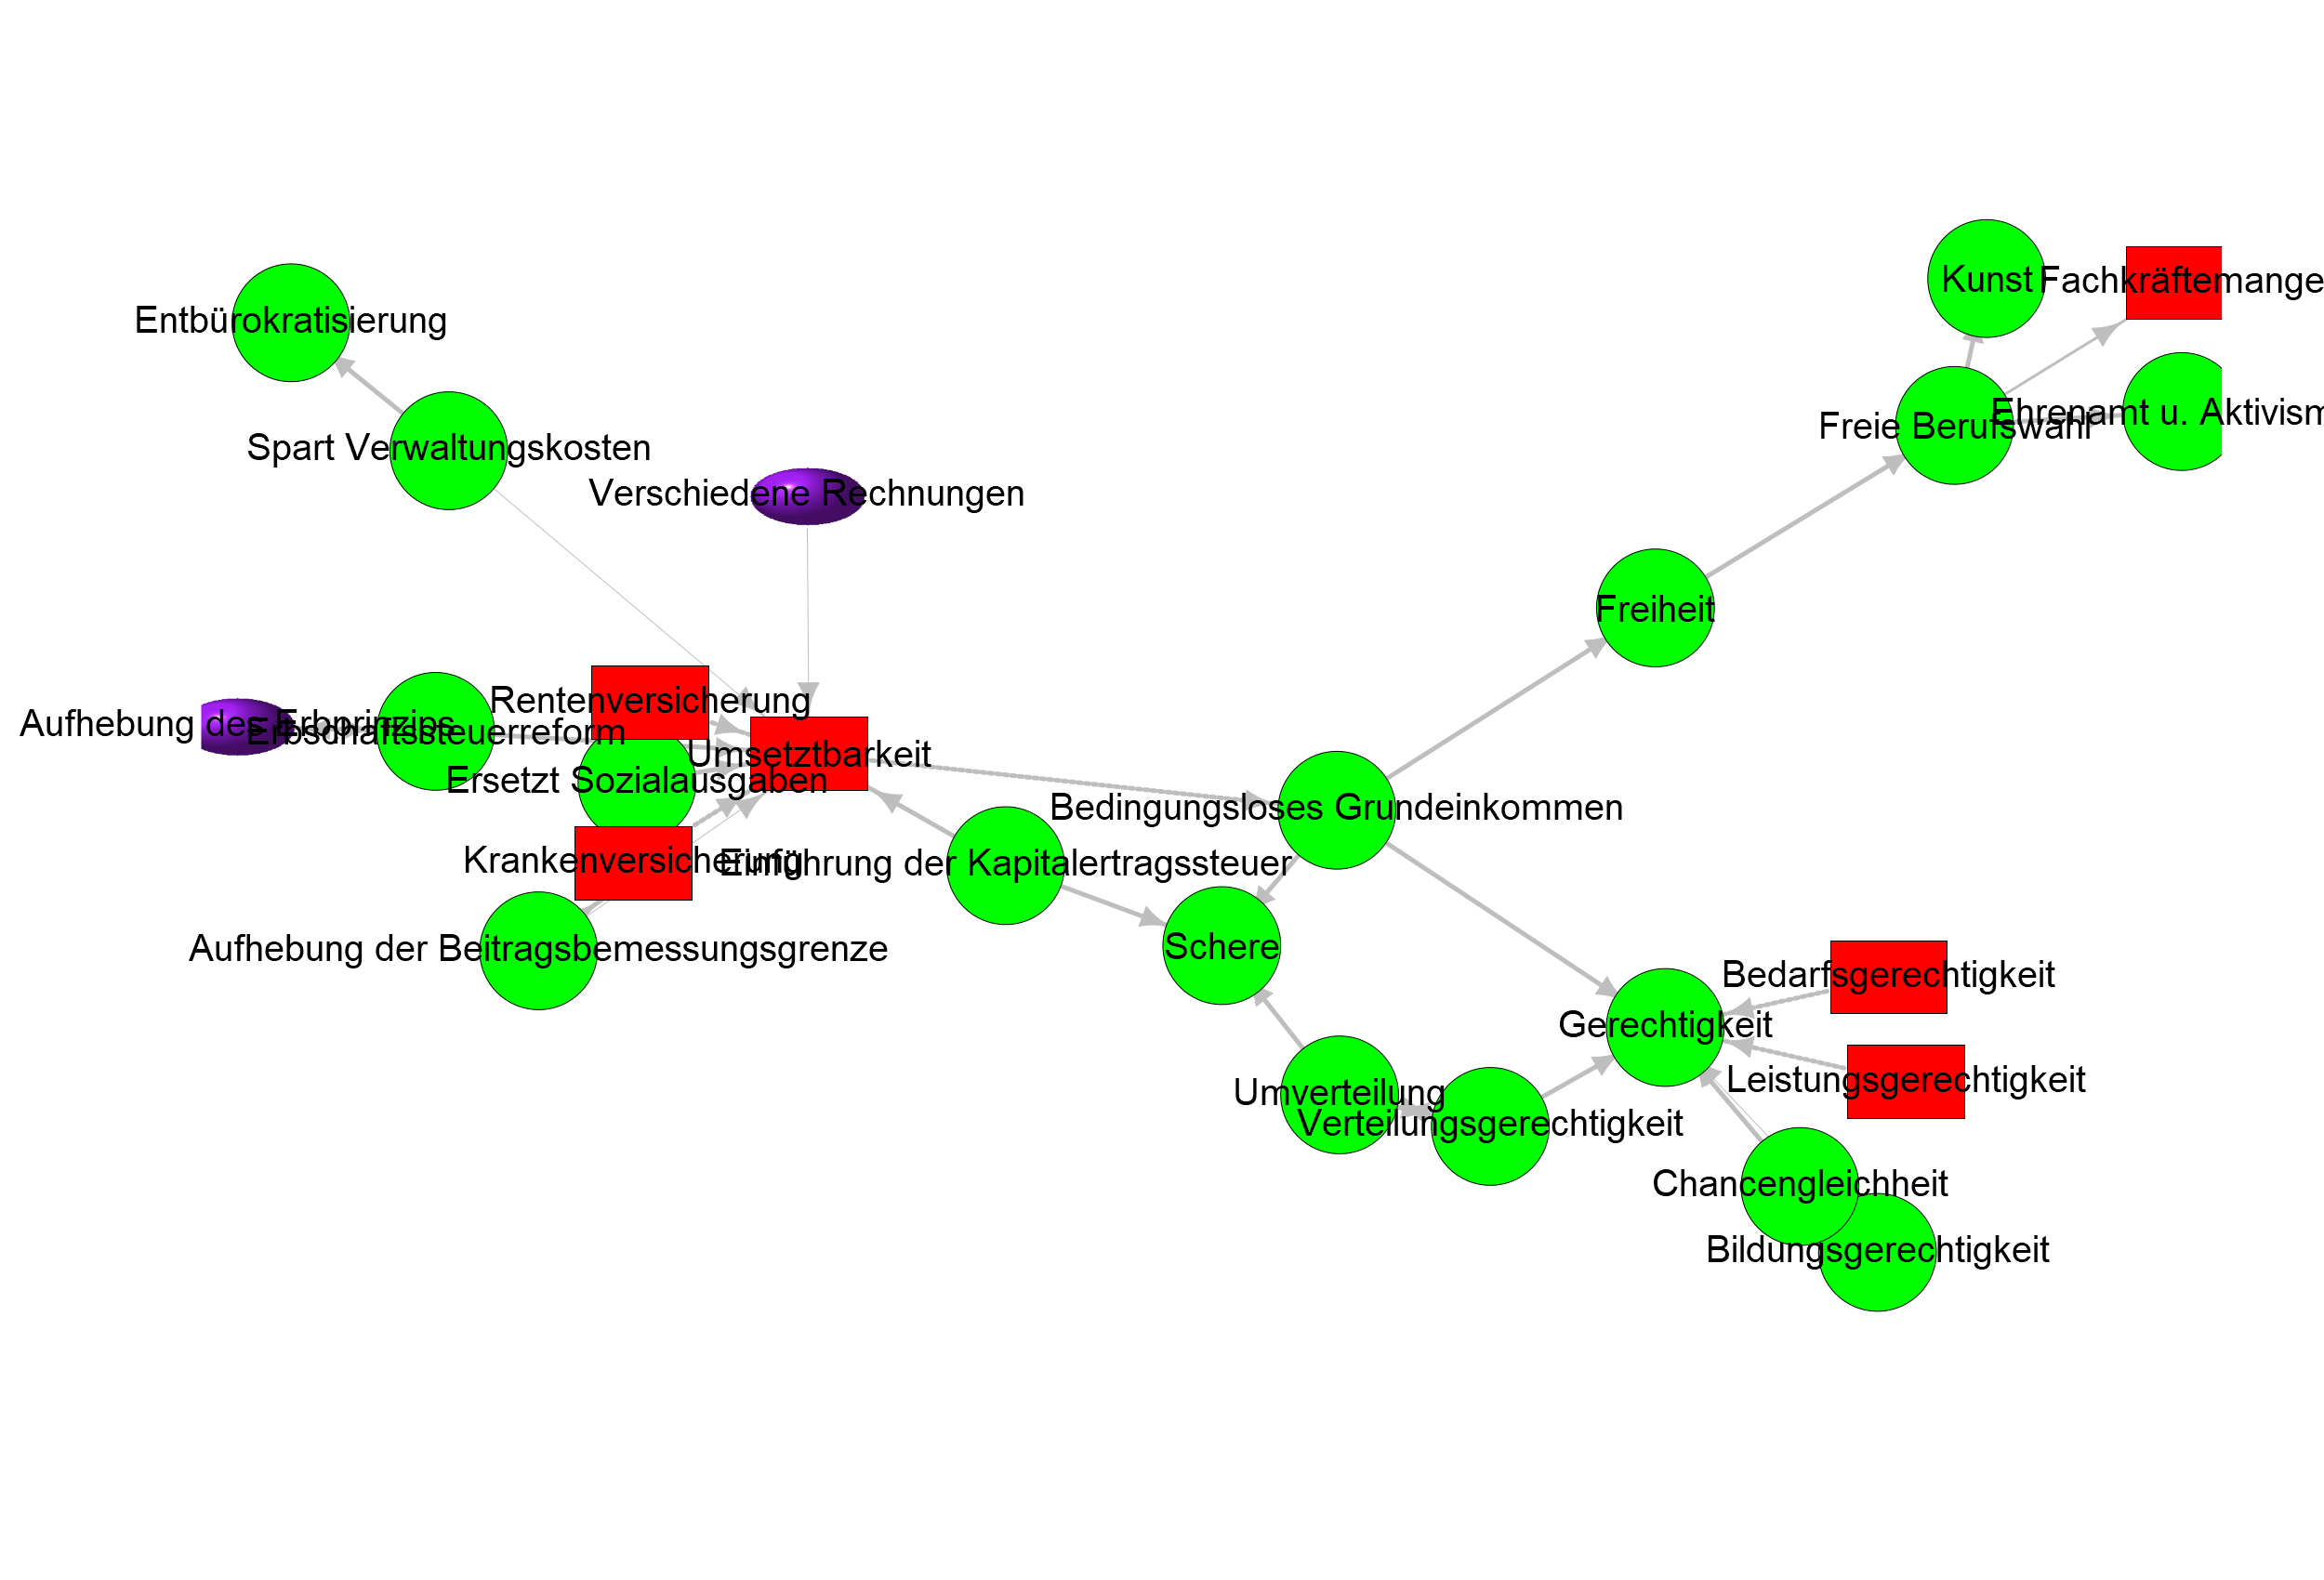 Kunst
Fachkräftemange
Entbürokratisierung
Ehrenamt u. Aktivism
Freie Berufswahl
Spart Verwaltungskosten
Verschiedene Rechnungen
Freiheit
Rentenversicherung
Aufhebung des Erbprinzips
Erbschaftssteuerreform
Umsetztbarkeit
Ersetzt Sozialausgaben
Bedingungsloses Grundeinkommen
Krankenversicherung
Einführung der Kapitalertragssteuer
Aufhebung der Beitragsbemessungsgrenze
Schere
Bedarfsgerechtigkeit
Gerechtigkeit
Leistungsgerechtigkeit
Umverteilung
Verteilungsgerechtigkeit
Chancengleichheit
Bildungsgerechtigkeit